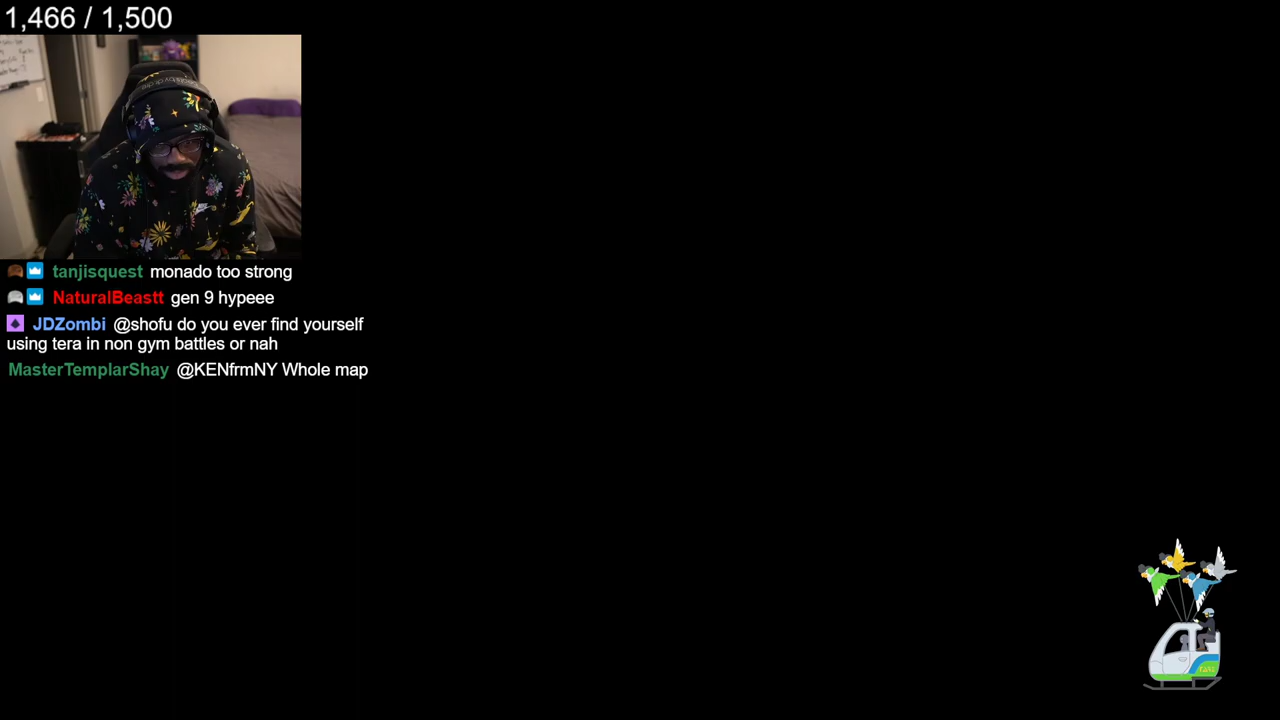 1,466 / 1,500
tanjisquest monado too strong
NaturalBeastt gen 9 hypeee
JDZombi @shofu do you ever find yourself
using tera in non gym battles or nah
MasterTemplarShay @KENfrmNY Whole map